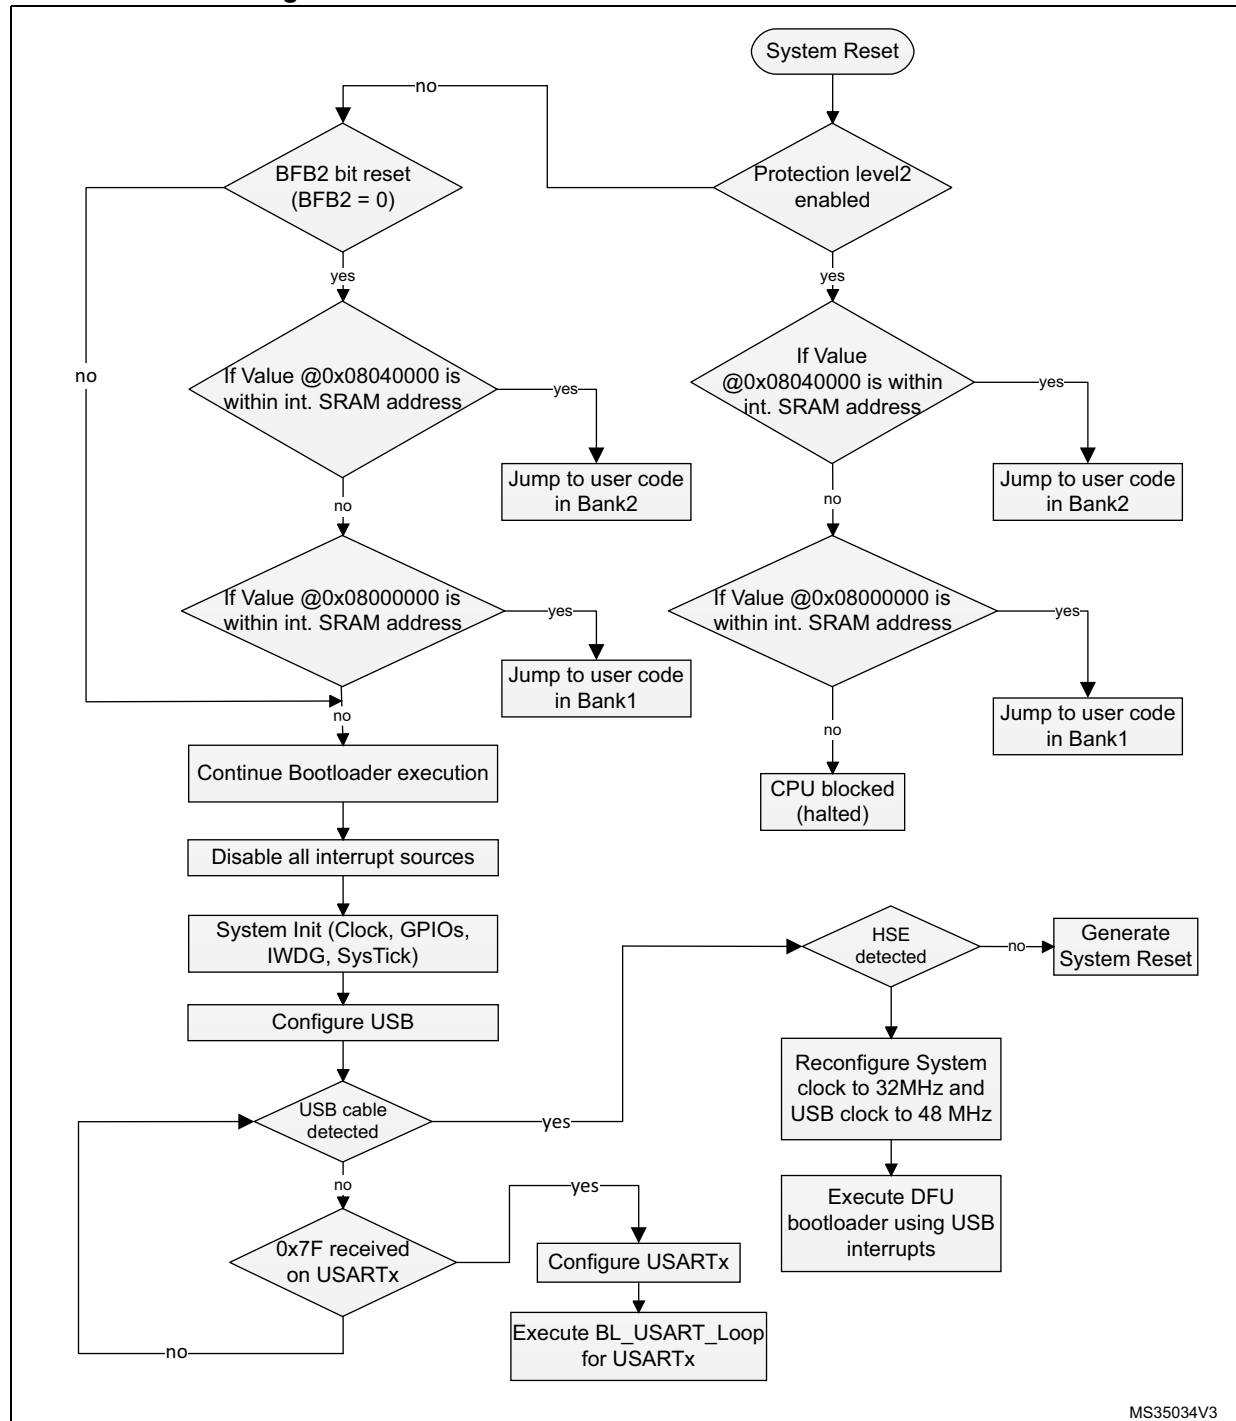 System Reset
no
BFB2 bit reset
(BFB2 = 0)
Protection level2
enabled
yes
yes
no
If Value @0x08040000 is
within int. SRAM address
yes
If Value
@0x08040000 is within
int. SRAM address
yes
Jump to user code
in Bank2
Jump to user code
in Bank2
no
no
If Value @0x08000000 is
within int. SRAM address
yes
If Value @0x08000000 is
within int. SRAM address
yes
Jump to user code
in Bank1
Jump to user code
in Bank1
no
no
Continue Bootloader execution
CPU blocked
(halted)
Disable all interrupt sources
System Init (Clock, GPIOs,
IWDG, SysTick)
HSE
detected
no
Generate
System Reset
Configure USB
Reconfigure System
clock to 32MHz and
USB clock to 48 MHz
USB cable
detected
yes
no
yes
Execute DFU
bootloader using USB
interrupts
0x7F received
on USARTx
Configure USARTx
Execute BL_USART_Loop
for USARTx
no
MS35034V3